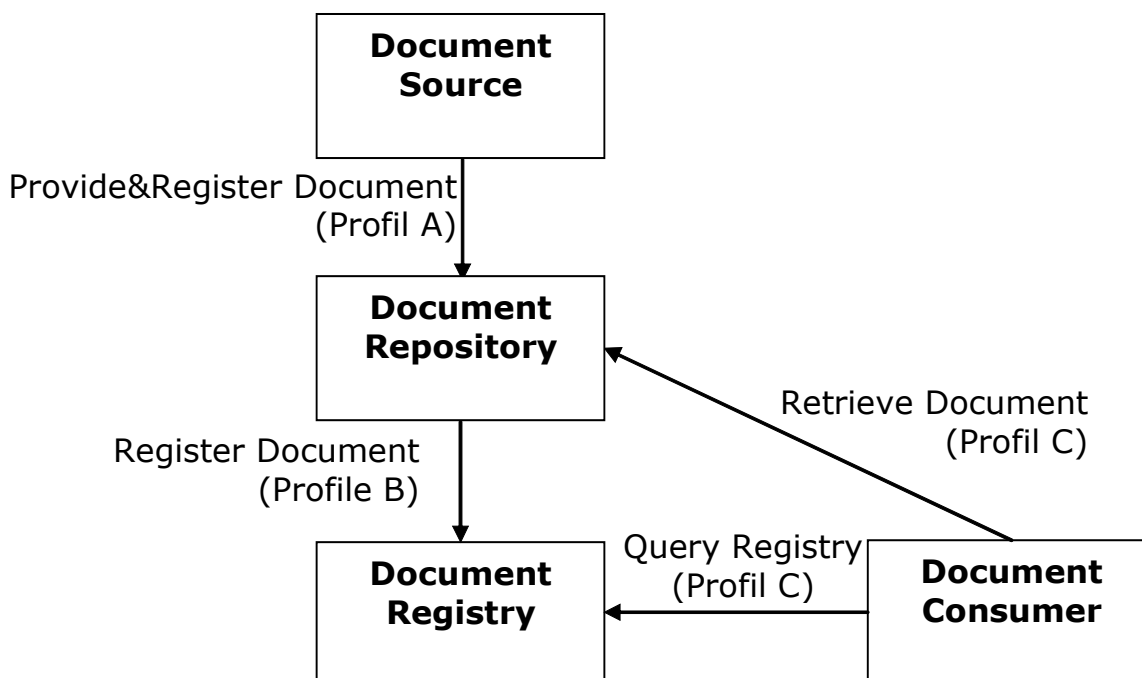 Document
Source
Provide&Register Document
(Profil A)
Document
Repository
Retrieve Document
(Profil C)
Register Document
(Profile B)
Query Registry
(Profil C)
Document
Registry
Document
Consumer